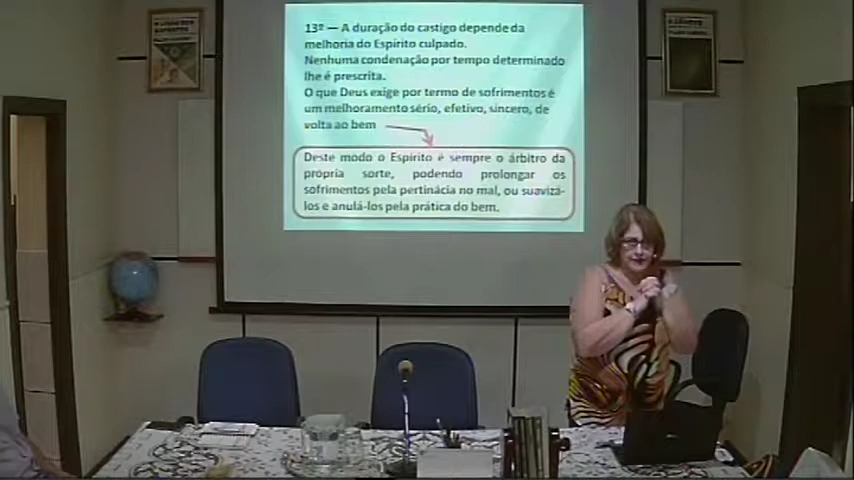 13º — A duração do castigo depende da
melhoria do Espírito culpado.
Nenhuma condenação por tempo determinado
lhe é prescrita.
O que Deus exige por termo de sofrimentos é
um melhoramento sério, efetivo, sincero, de
volta ao bem
Deste modo o Espírito é sempre o árbitro da
própria sorte, podendo prolongar os
sofrimentos pela pertinácia no mal, ou suavizá-
los e anulá-los pela prática do bem.